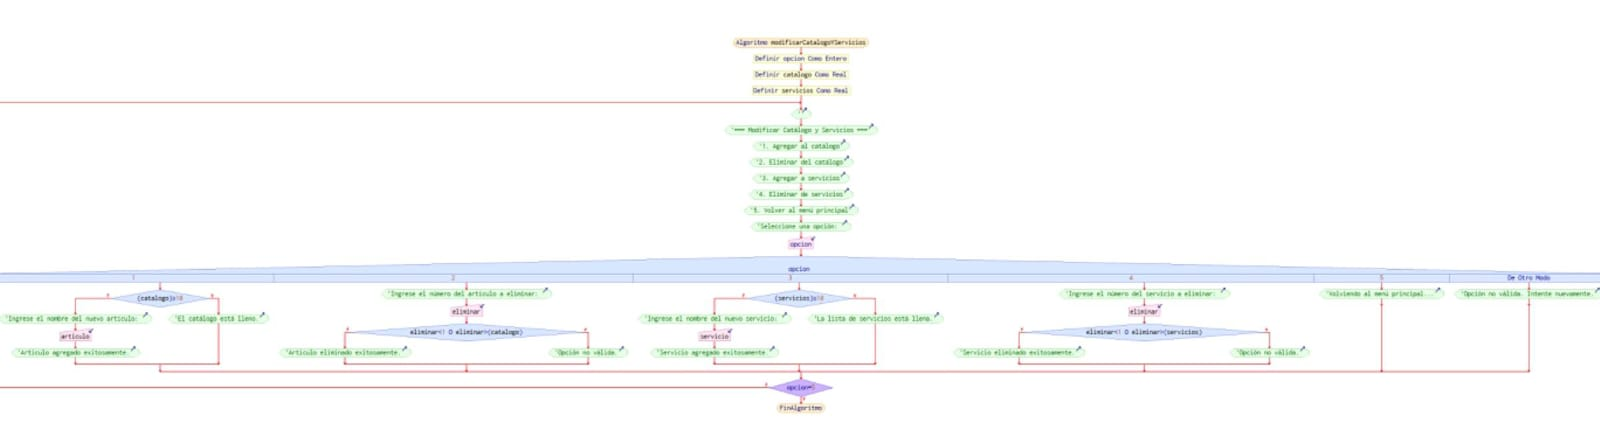 Algoritmo modificarCatalogoYServicios
Definir opcion Como Entero
Definir catalogo Como Real
Definir servicios Como Real
''
'=== Modificar Catálogo y Servicios ==='
'1. Agregar al catálogo'
'2. Eliminar del catálogo'
'3. Agregar a servicios'
'4. Eliminar de servicios'
'5. Volver al menú principal'
'Seleccione una opción: '
opcion
opcion
1 2 3 4 5 De Otro Modo
(catalogo)≥10
'Ingrese el nombre del nuevo artículo: '
artículo
'Artículo agregado exitosamente.'
'El catálogo está lleno.'
'Ingrese el número del artículo a eliminar: '
eliminar
eliminar<1 O eliminar>(catalogo)
'Artículo eliminado exitosamente.'
'Opción no válida.'
(servicios)≥10
'Ingrese el nombre del nuevo servicio: '
servicio
'Servicio agregado exitosamente.'
'La lista de servicios está llena.'
'Ingrese el número del servicio a eliminar: '
eliminar
eliminar<1 O eliminar>(servicios)
'Servicio eliminado exitosamente.'
'Opción no válida.'
'Volviendo al menú principal...'
'Opción no válida. Intente nuevamente.'
opcion=5
FinAlgoritmo